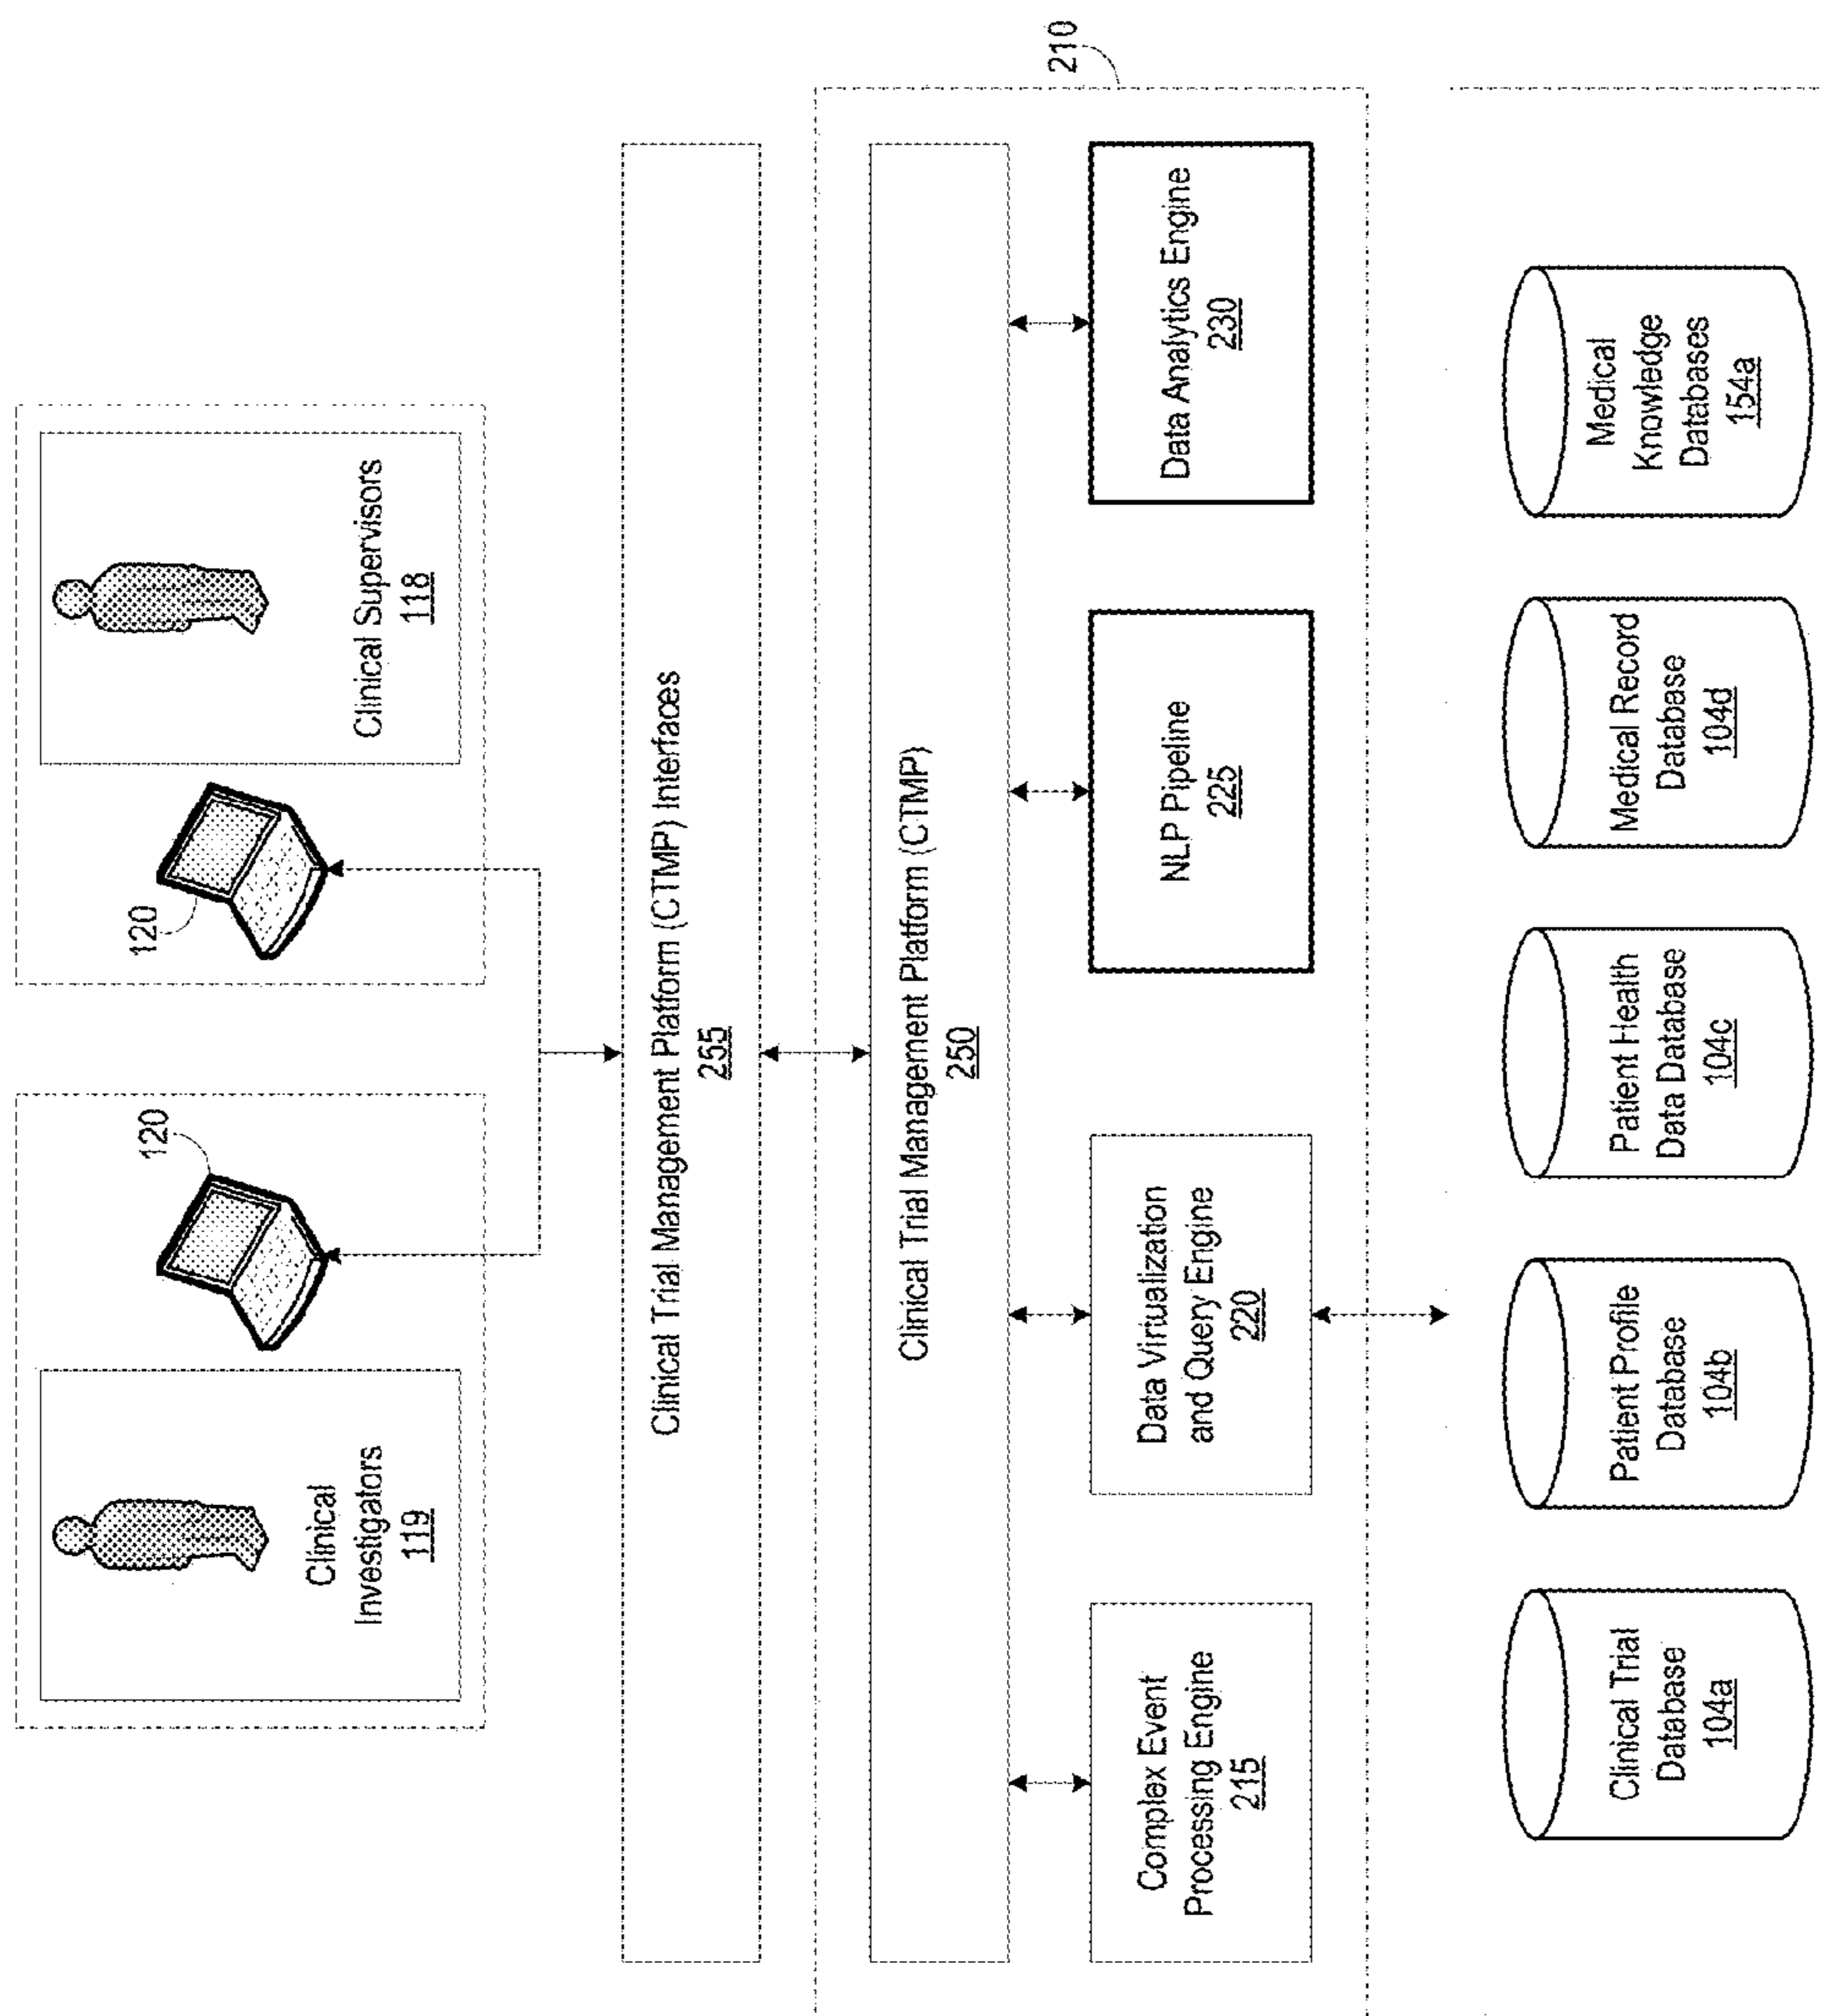 Clinical
Investigators
119
120
120
Clinical Supervisors
118
Clinical Trial Management Platform (CTMP) Interfaces
255
210
Clinical Trial Management Platform (CTMP)
250
Complex Event
Processing Engine
215
Data Virtualization
and Query Engine
220
NLP Pipeline
225
Data Analytics Engine
230
Clinical Trial
Database
104a
Patient Profile
Database
104b
Patient Health
Data Database
104c
Medical Record
Database
104d
Medical
Knowledge
Databases
154a